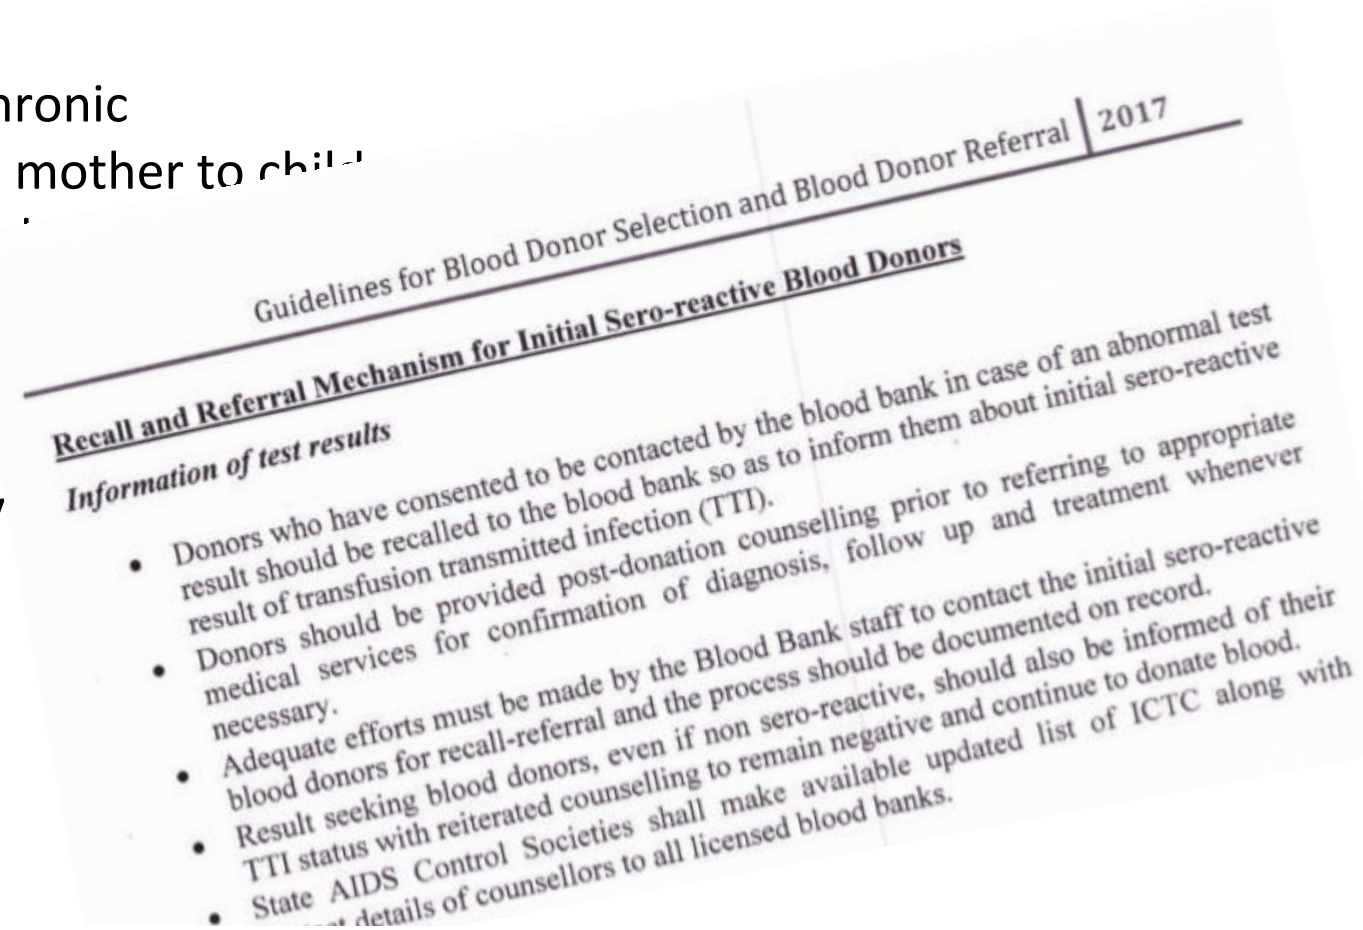 hronic
mother to child
Guidelines for Blood Donor Selection and Blood Donor Referral | 2017
Recall and Referral Mechanism for Initial Sero-reactive Blood Donors
Information of test results
• Donors who have consented to be contacted by the blood bank in case of an abnormal test
result should be recalled to the blood bank so as to inform them about initial sero-reactive
result of transfusion transmitted infection (TTI).
• Donors should be provided post-donation counselling prior to referring to appropriate
medical services for confirmation of diagnosis, follow up and treatment whenever
necessary.
• Adequate efforts must be made by the Blood Bank staff to contact the initial sero-reactive
blood donors for recall-referral and the process should be documented on record.
• Result seeking blood donors, even if non sero-reactive, should also be informed of their
TTI status with reiterated counselling to remain negative and continue to donate blood.
• State AIDS Control Societies shall make available updated list of ICTC along with
details of counsellors to all licensed blood banks.